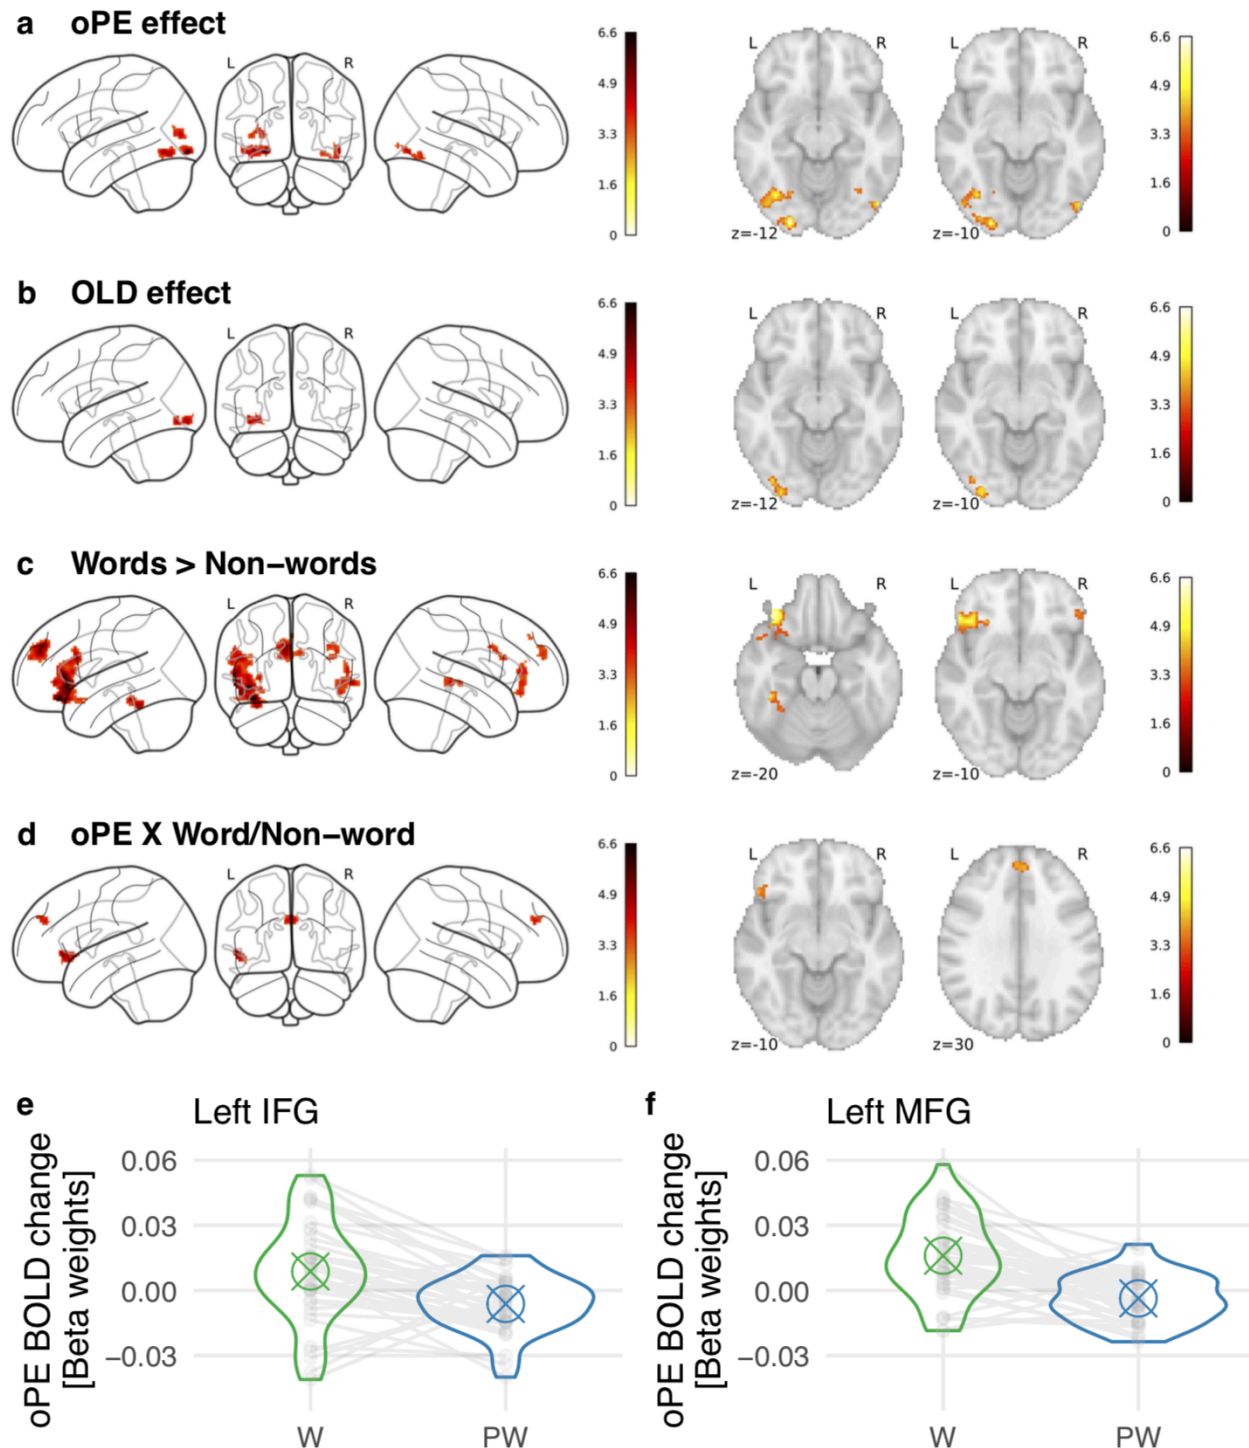 a oPE effect
L R
6.6
4.9
3.3
1.6
0
L R L R
z=-12 z=-10
6.6
4.9
3.3
1.6
0
b OLD effect
L R
6.6
4.9
3.3
1.6
0
L R L R
z=-12 z=-10
6.6
4.9
3.3
1.6
0
c Words > Non–words
L R
6.6
4.9
3.3
1.6
0
L R L R
z=-20 z=-10
6.6
4.9
3.3
1.6
0
d oPE X Word/Non–word
L R
6.6
4.9
3.3
1.6
0
L R L R
z=-10 z=30
6.6
4.9
3.3
1.6
0
e Left IFG
oPE BOLD change
[Beta weights]
0.06
0.03
0.00
−0.03
W PW
f Left MFG
oPE BOLD change
[Beta weights]
0.06
0.03
0.00
−0.03
W PW